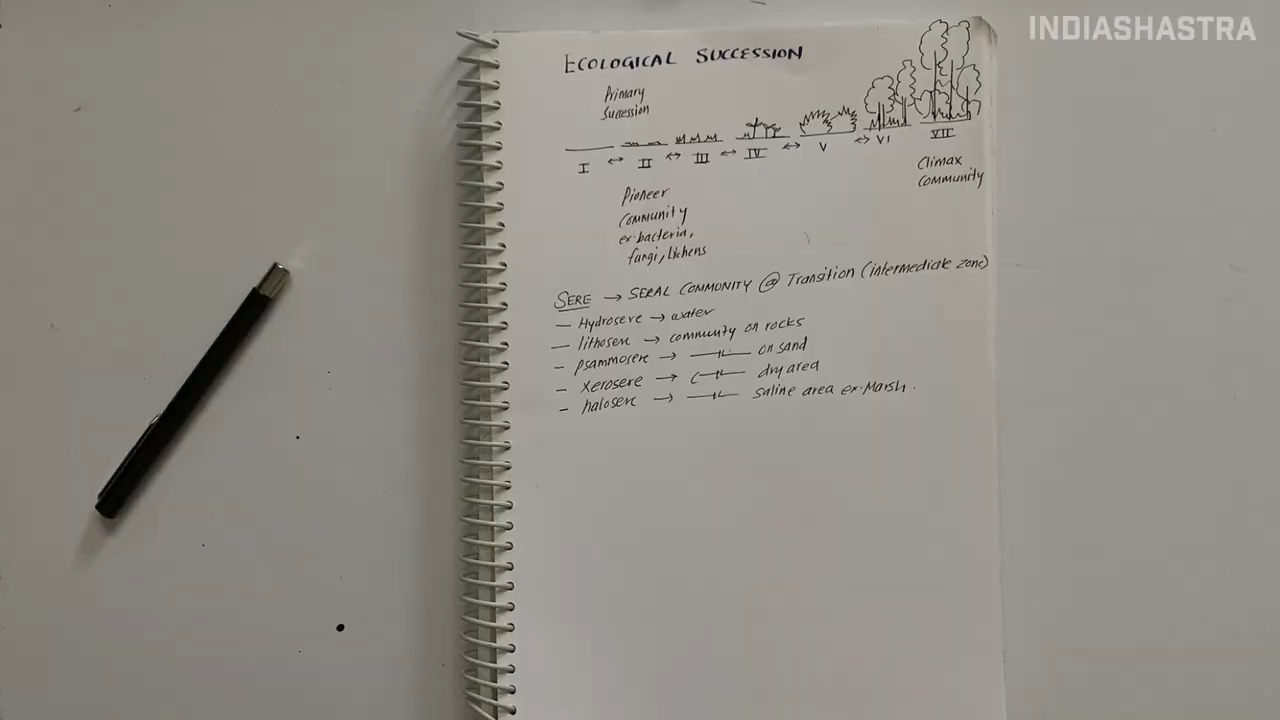 INDIASHASTRA
ECOLOGICAL SUCCESSION
Primary
Succession
I ↔ II ↔ III ↔ IV ↔ V ↔ VI VII
Climax
Community
Pioneer
Community
ex. bacteria,
fungi, Lichens
SERE → SERAL COMMUNITY @ Transition (intermediate zone)
– Hydrosere → water
– lithosere → community on rocks
– psammosere → —〃— on sand
– Xerosere → —〃— dry area
– halosere → —〃— saline area ex. Marsh.